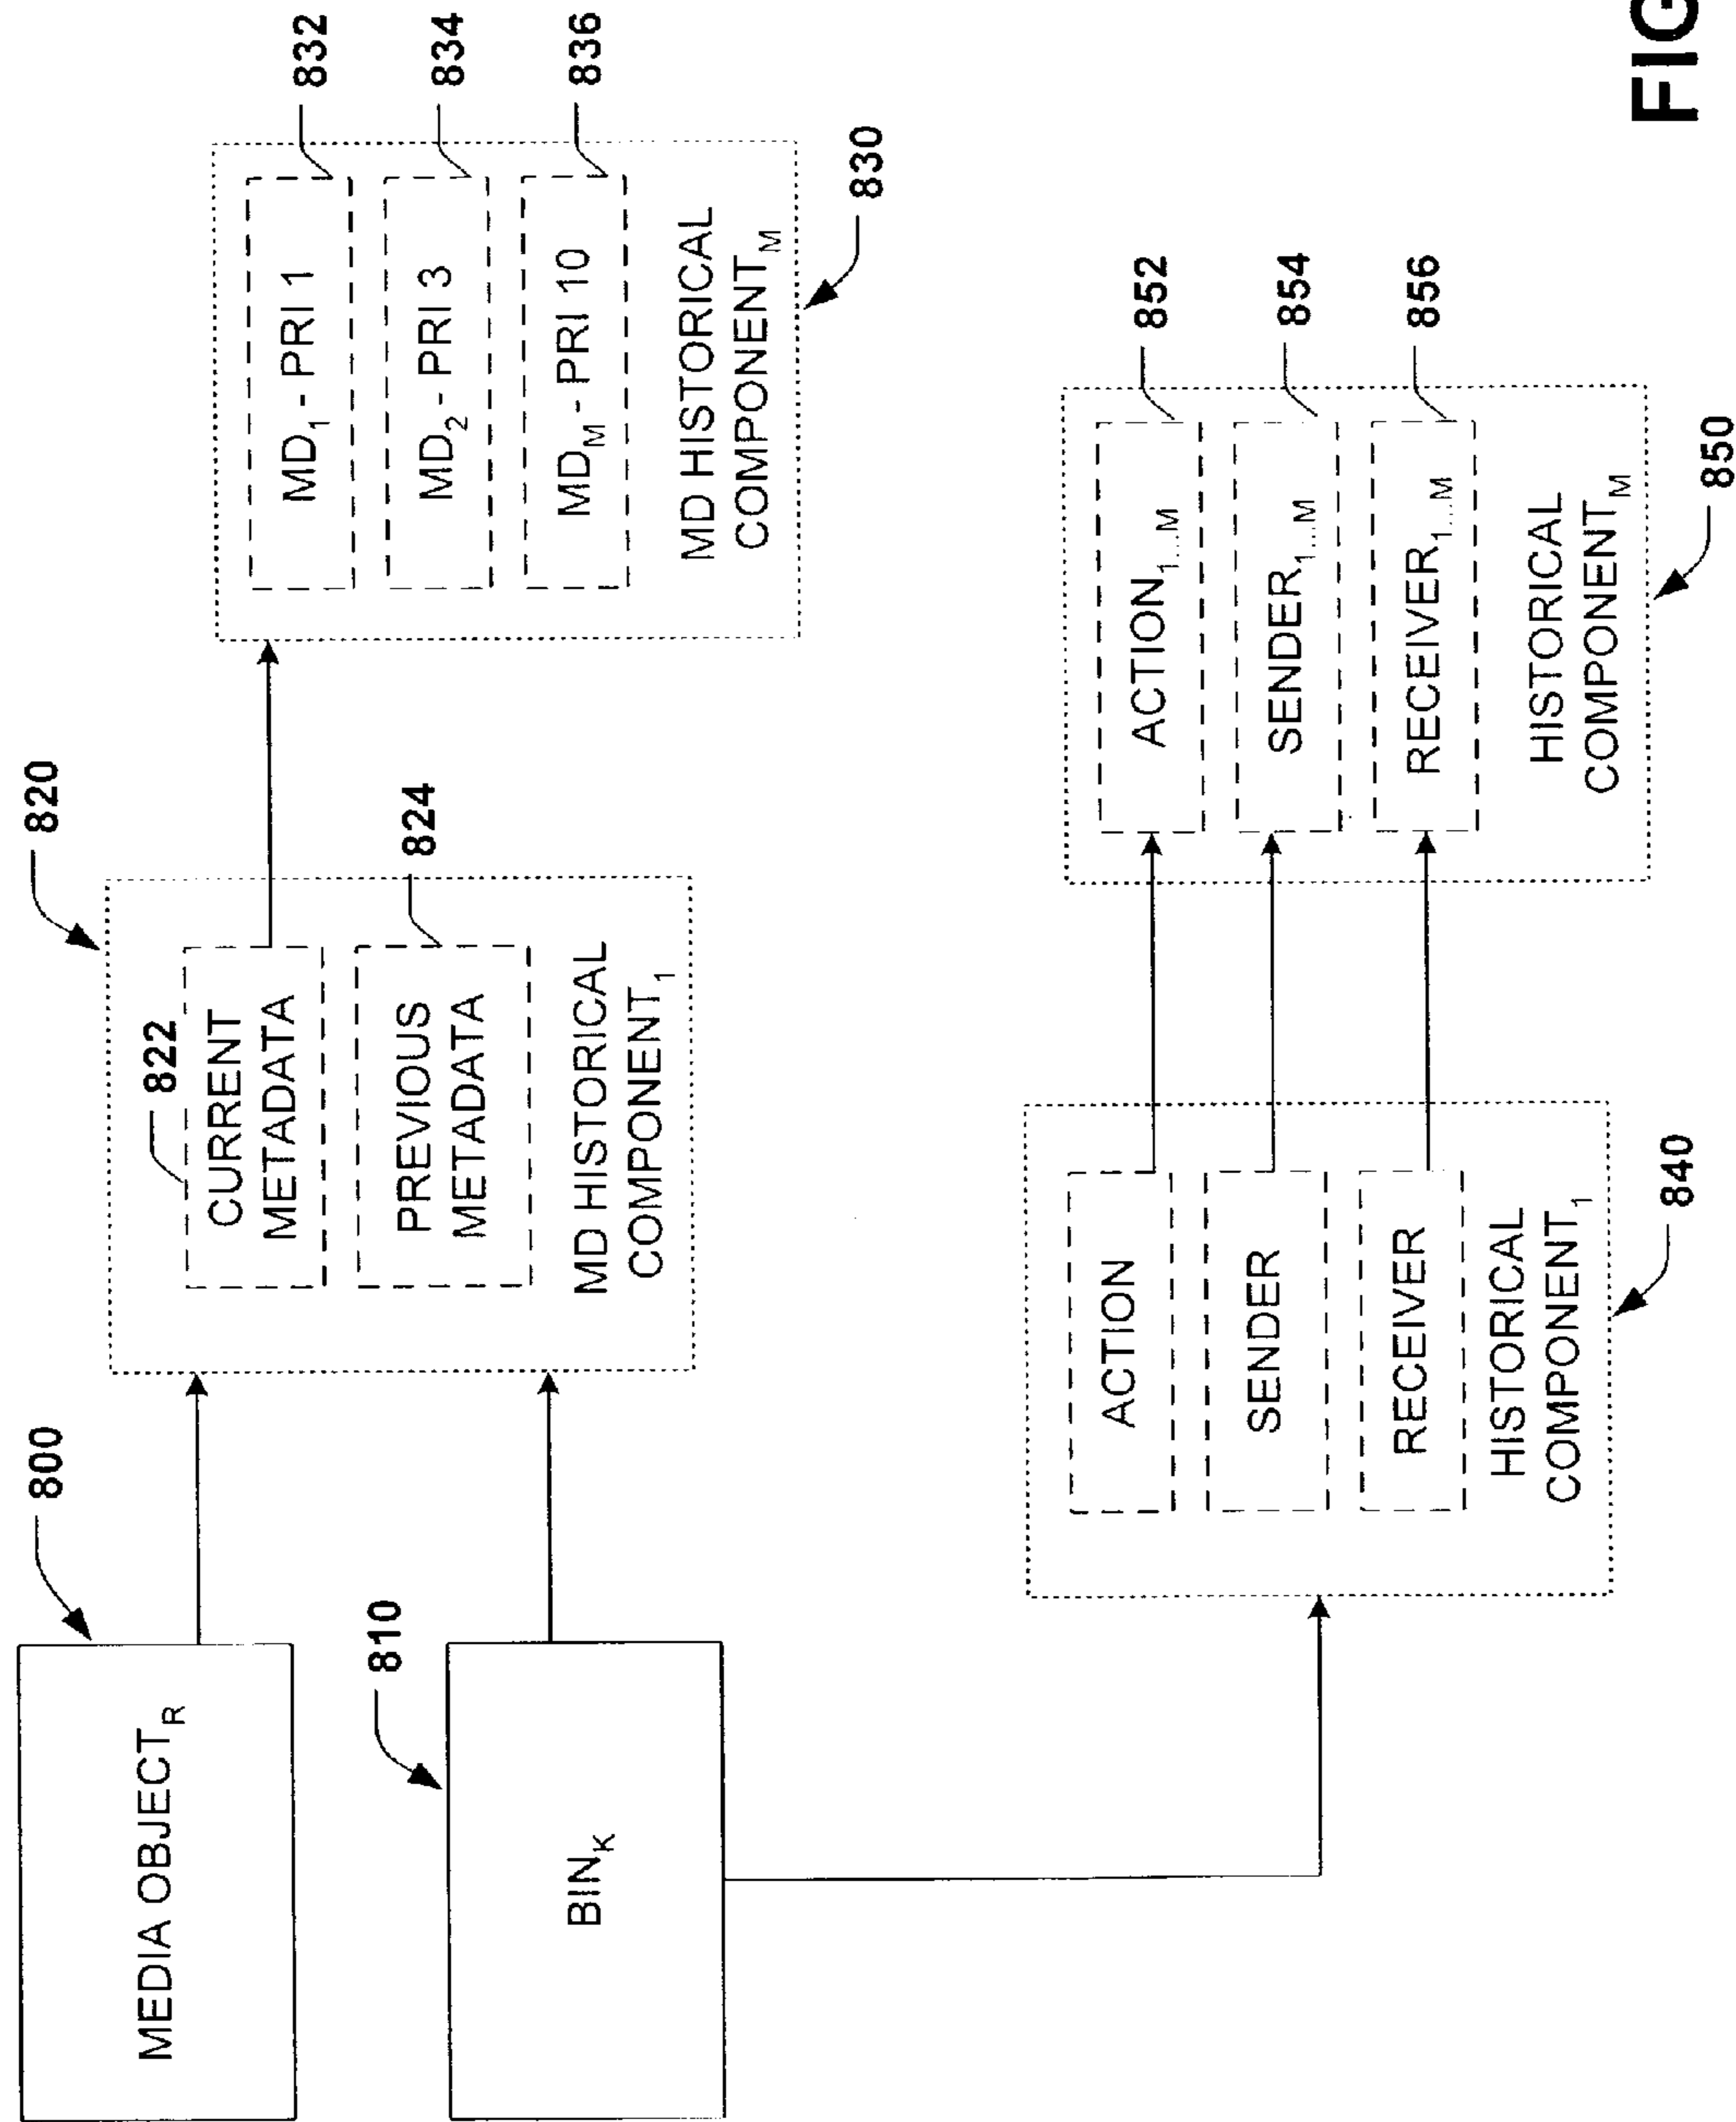 800
MEDIA OBJECT_R
810
BIN_K
820
822
CURRENT
METADATA
824
PREVIOUS
METADATA
MD HISTORICAL
COMPONENT_1
832
MD_1 - PRI 1
834
MD_2 - PRI 3
836
MD_M - PRI 10
MD HISTORICAL
COMPONENT_M
830
ACTION
SENDER
RECEIVER
HISTORICAL
COMPONENT_1
840
852
ACTION_1...M
854
SENDER_1...M
856
RECEIVER_1...M
HISTORICAL
COMPONENT_M
850
FIG